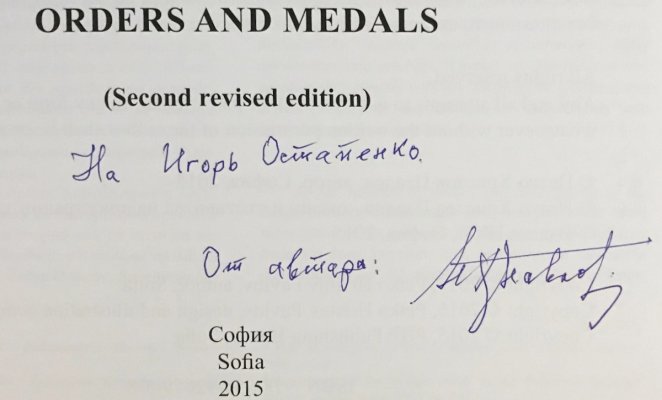 ORDERS AND MEDALS
(Second revised edition)
На Игорь Остапенко.
От автора:
София
Sofia
2015